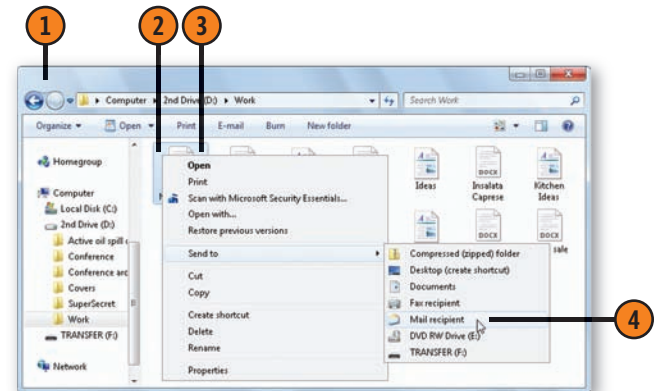 1
2
3
4
Computer
2nd Drive (D:)
Work
Search Work
Organize
Open
Print
E-mail
Burn
New folder
Homegroup
Computer
Local Disk (C:)
2nd Drive (D:)
Active oil spill
Conference
Conference arc
Covers
SuperSecret
Work
TRANSFER (F:)
Network
Open
Print
Scan with Microsoft Security Essentials...
Open with...
Restore previous versions
Send to
Cut
Copy
Create shortcut
Delete
Rename
Properties
Compressed (zipped) folder
Desktop (create shortcut)
Documents
Fax recipient
Mail recipient
DVD RW Drive (E:)
TRANSFER (F:)
DOCX
Ideas
Insalata
Caprese
Kitchen
Ideas
DOCX
DOCX
sale